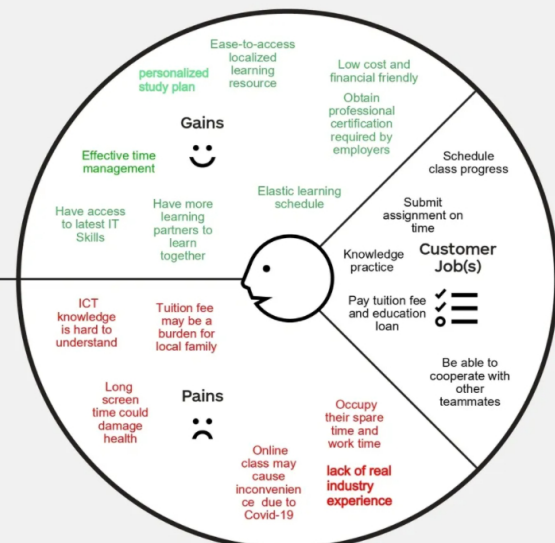 Ease-to-access
localized
learning
resource
personalized
study plan
Low cost and
financial friendly
Obtain
professional
certification
required by
employers
Gains
Effective time
management
Elastic learning
schedule
Have access
to latest IT
Skills
Have more
learning
partners to
learn
together
Schedule
class progress
Submit
assignment on
time
Knowledge
practice
Customer
Job(s)
Pay tuition fee
and education
loan
Be able to
cooperate with
other
teammates
ICT
knowledge
is hard to
understand
Tuition fee
may be a
burden for
local family
Pains
Long
screen
time could
damage
health
Occupy
their spare
time and
work time
Online
class may
cause
inconvenien
ce due to
Covid-19
lack of real
industry
experience